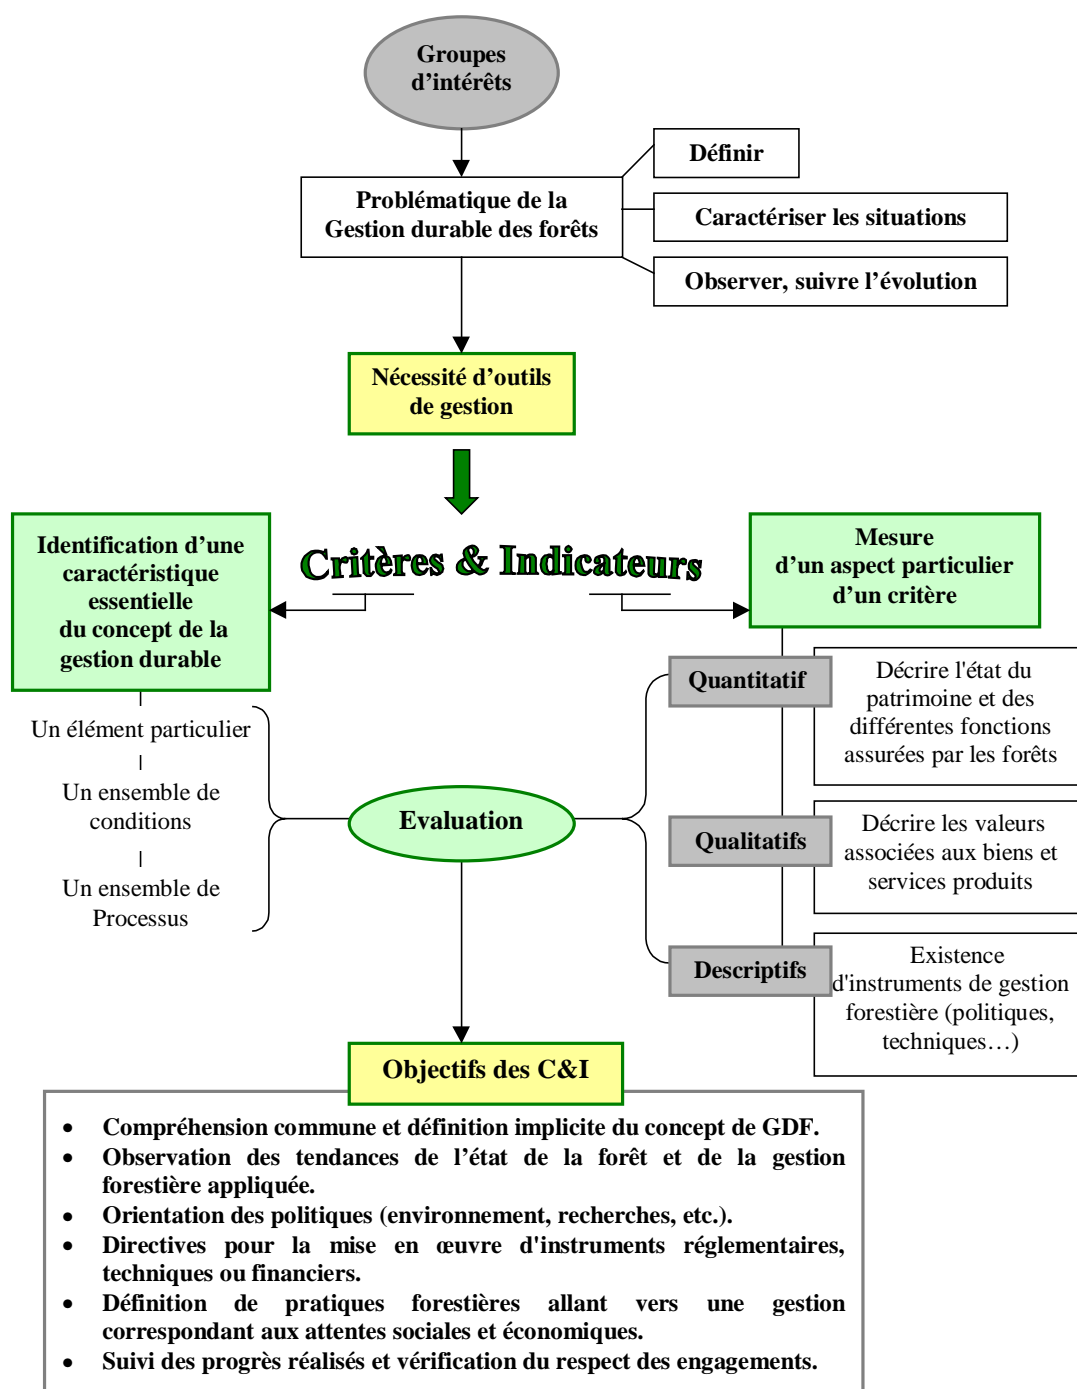 Groupes
d’intérêts
Définir
Problématique de la
Gestion durable des forêts
Caractériser les situations
Observer, suivre l’évolution
Nécessité d’outils
de gestion
Critères & Indicateurs
Identification d’une
caractéristique
essentielle
du concept de la
gestion durable
Mesure
d’un aspect particulier
d’un critère
Un élément particulier
Un ensemble de
conditions
Un ensemble de
Processus
Evaluation
Quantitatif
Décrire l'état du
patrimoine et des
différentes fonctions
assurées par les forêts
Qualitatifs
Décrire les valeurs
associées aux biens et
services produits
Descriptifs
Existence
d'instruments de gestion
forestière (politiques,
techniques…)
Objectifs des C&I
• Compréhension commune et définition implicite du concept de GDF.
• Observation des tendances de l’état de la forêt et de la gestion
forestière appliquée.
• Orientation des politiques (environnement, recherches, etc.).
• Directives pour la mise en œuvre d'instruments réglementaires,
techniques ou financiers.
• Définition de pratiques forestières allant vers une gestion
correspondant aux attentes sociales et économiques.
• Suivi des progrès réalisés et vérification du respect des engagements.